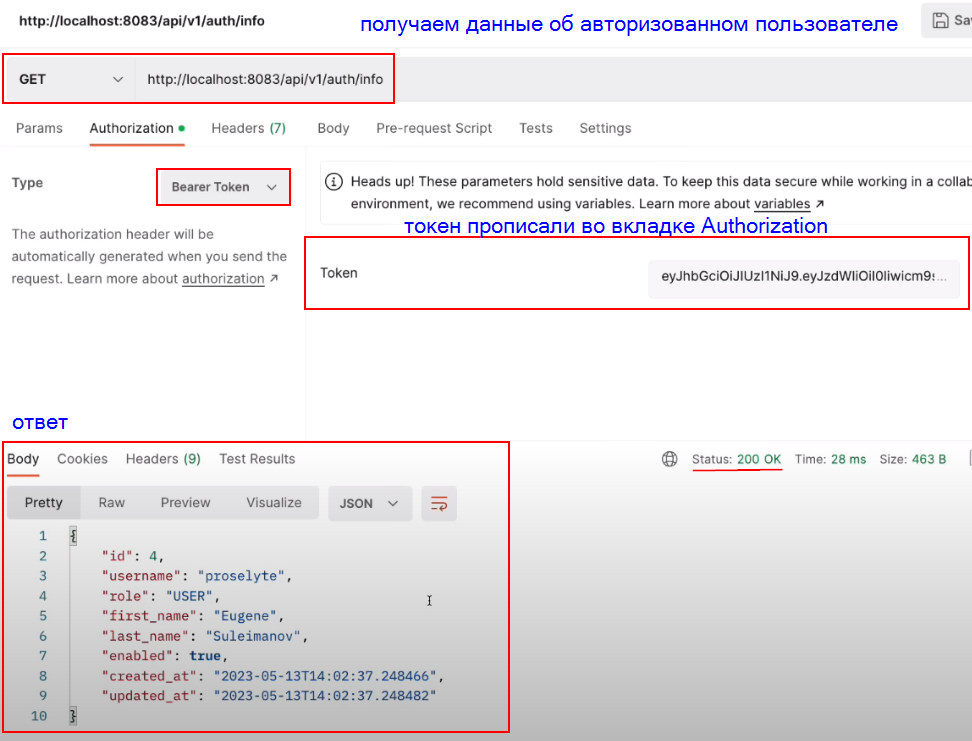 http://localhost:8083/api/v1/auth/info
получаем данные об авторизованном пользователе
GET http://localhost:8083/api/v1/auth/info
Params Authorization Headers (7) Body Pre-request Script Tests Settings
Type
Bearer Token
Heads up! These parameters hold sensitive data. To keep this data secure while working in a collab
environment, we recommend using variables. Learn more about variables ↗
The authorization header will be
automatically generated when you send the
request. Learn more about authorization ↗
токен прописали во вкладке Authorization
Token
eyJhbGciOiJIUzI1NiJ9.eyJzdWIiOiI0Iiwicm9s...
ответ
Body Cookies Headers (9) Test Results
Status: 200 OK Time: 28 ms Size: 463 B
Pretty Raw Preview Visualize JSON
1 {
2 "id": 4,
3 "username": "proselyte",
4 "role": "USER",
5 "first_name": "Eugene",
6 "last_name": "Suleimanov",
7 "enabled": true,
8 "created_at": "2023-05-13T14:02:37.248466",
9 "updated_at": "2023-05-13T14:02:37.248482"
10 }